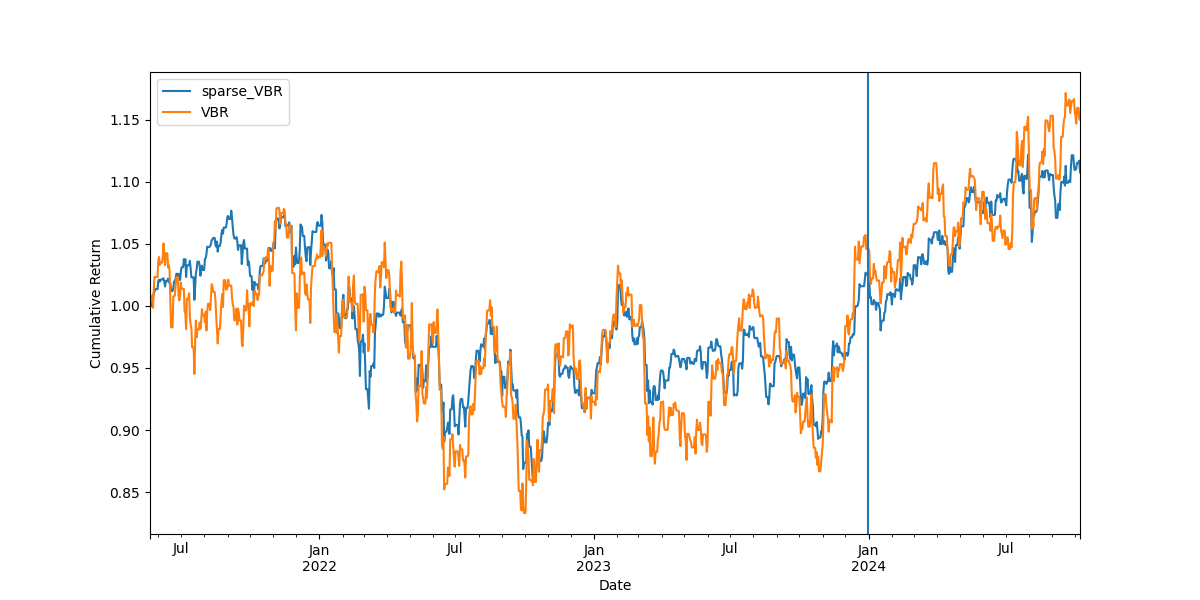 sparse_VBR
VBR
Cumulative Return
1.15
1.10
1.05
1.00
0.95
0.90
0.85
Jul
Jan
2022
Jul
Jan
2023
Jul
Jan
2024
Jul
Date